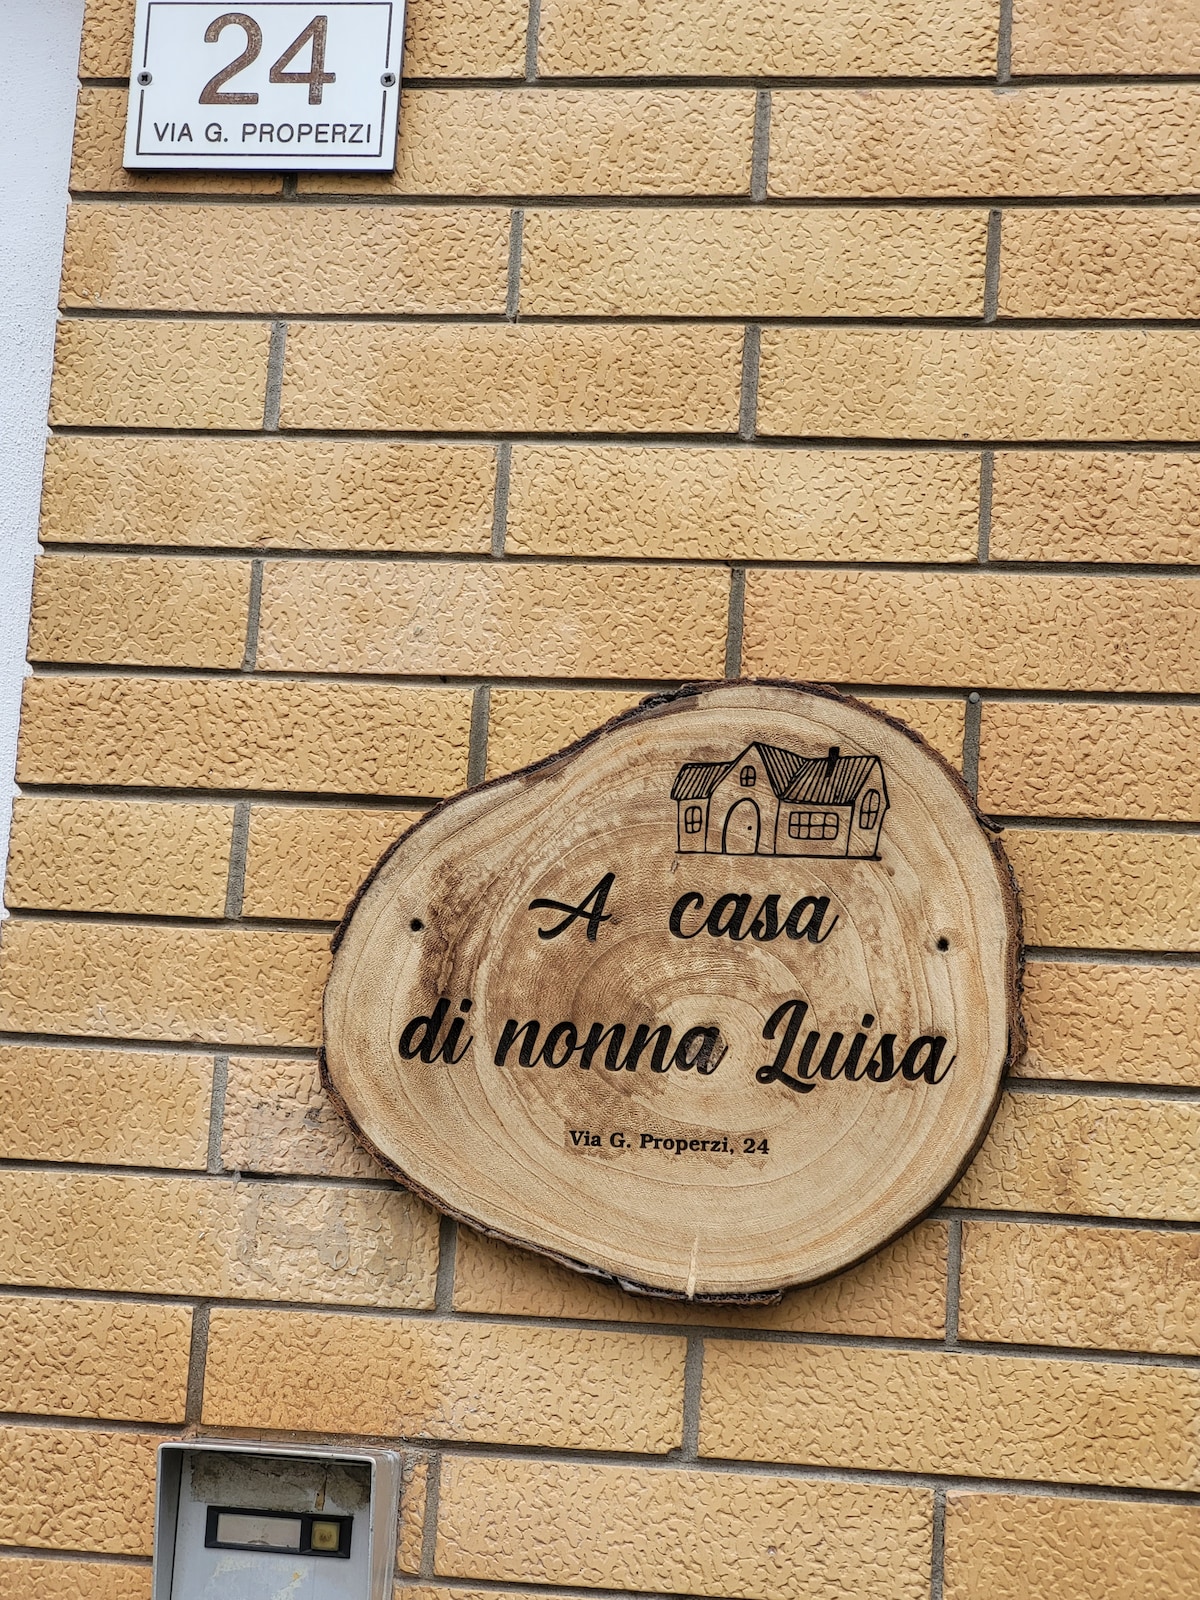 24
VIA G. PROPERZI
A casa
di nonna Luisa
Via G. Properzi, 24